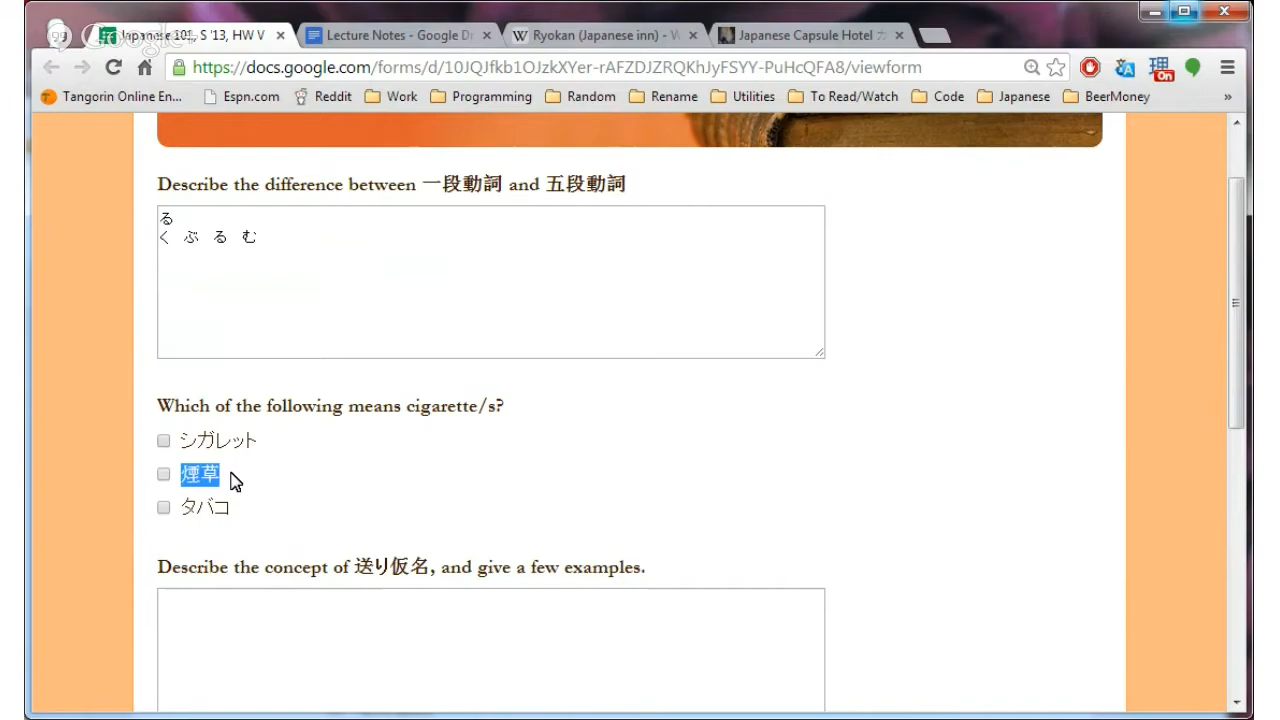 Japanese 101, S '13, HW V
Lecture Notes - Google Dr
Ryokan (Japanese inn) - W
Japanese Capsule Hotel カ
https://docs.google.com/forms/d/10JQJfkb1OJzkXYer-rAFZDJZRQKhJyFSYY-PuHcQFA8/viewform
理
On
Tangorin Online En...
Espn.com
Reddit
Work
Programming
Random
Rename
Utilities
To Read/Watch
Code
Japanese
BeerMoney
»
Describe the difference between 一段動詞 and 五段動詞
る
く ぶ る む
Which of the following means cigarette/s?
シガレット
煙草
タバコ
Describe the concept of 送り仮名, and give a few examples.